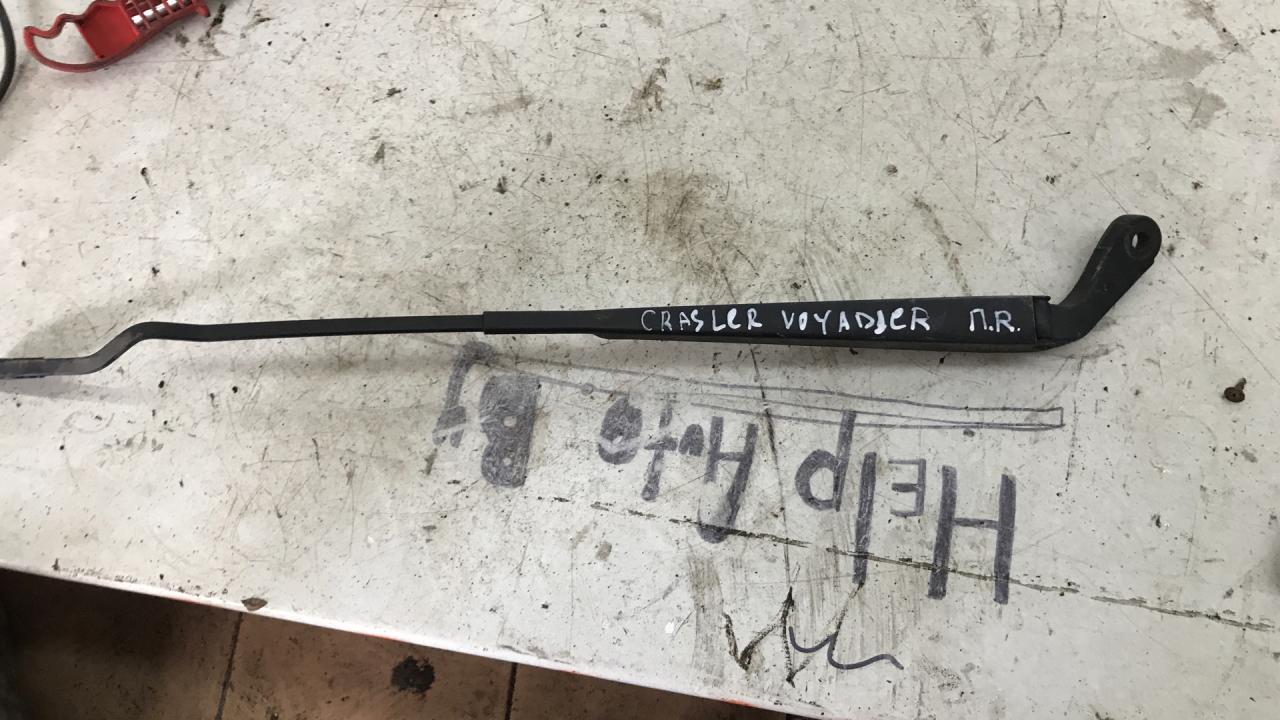 CRASLER VOYADJER П.R.
Help Auto By